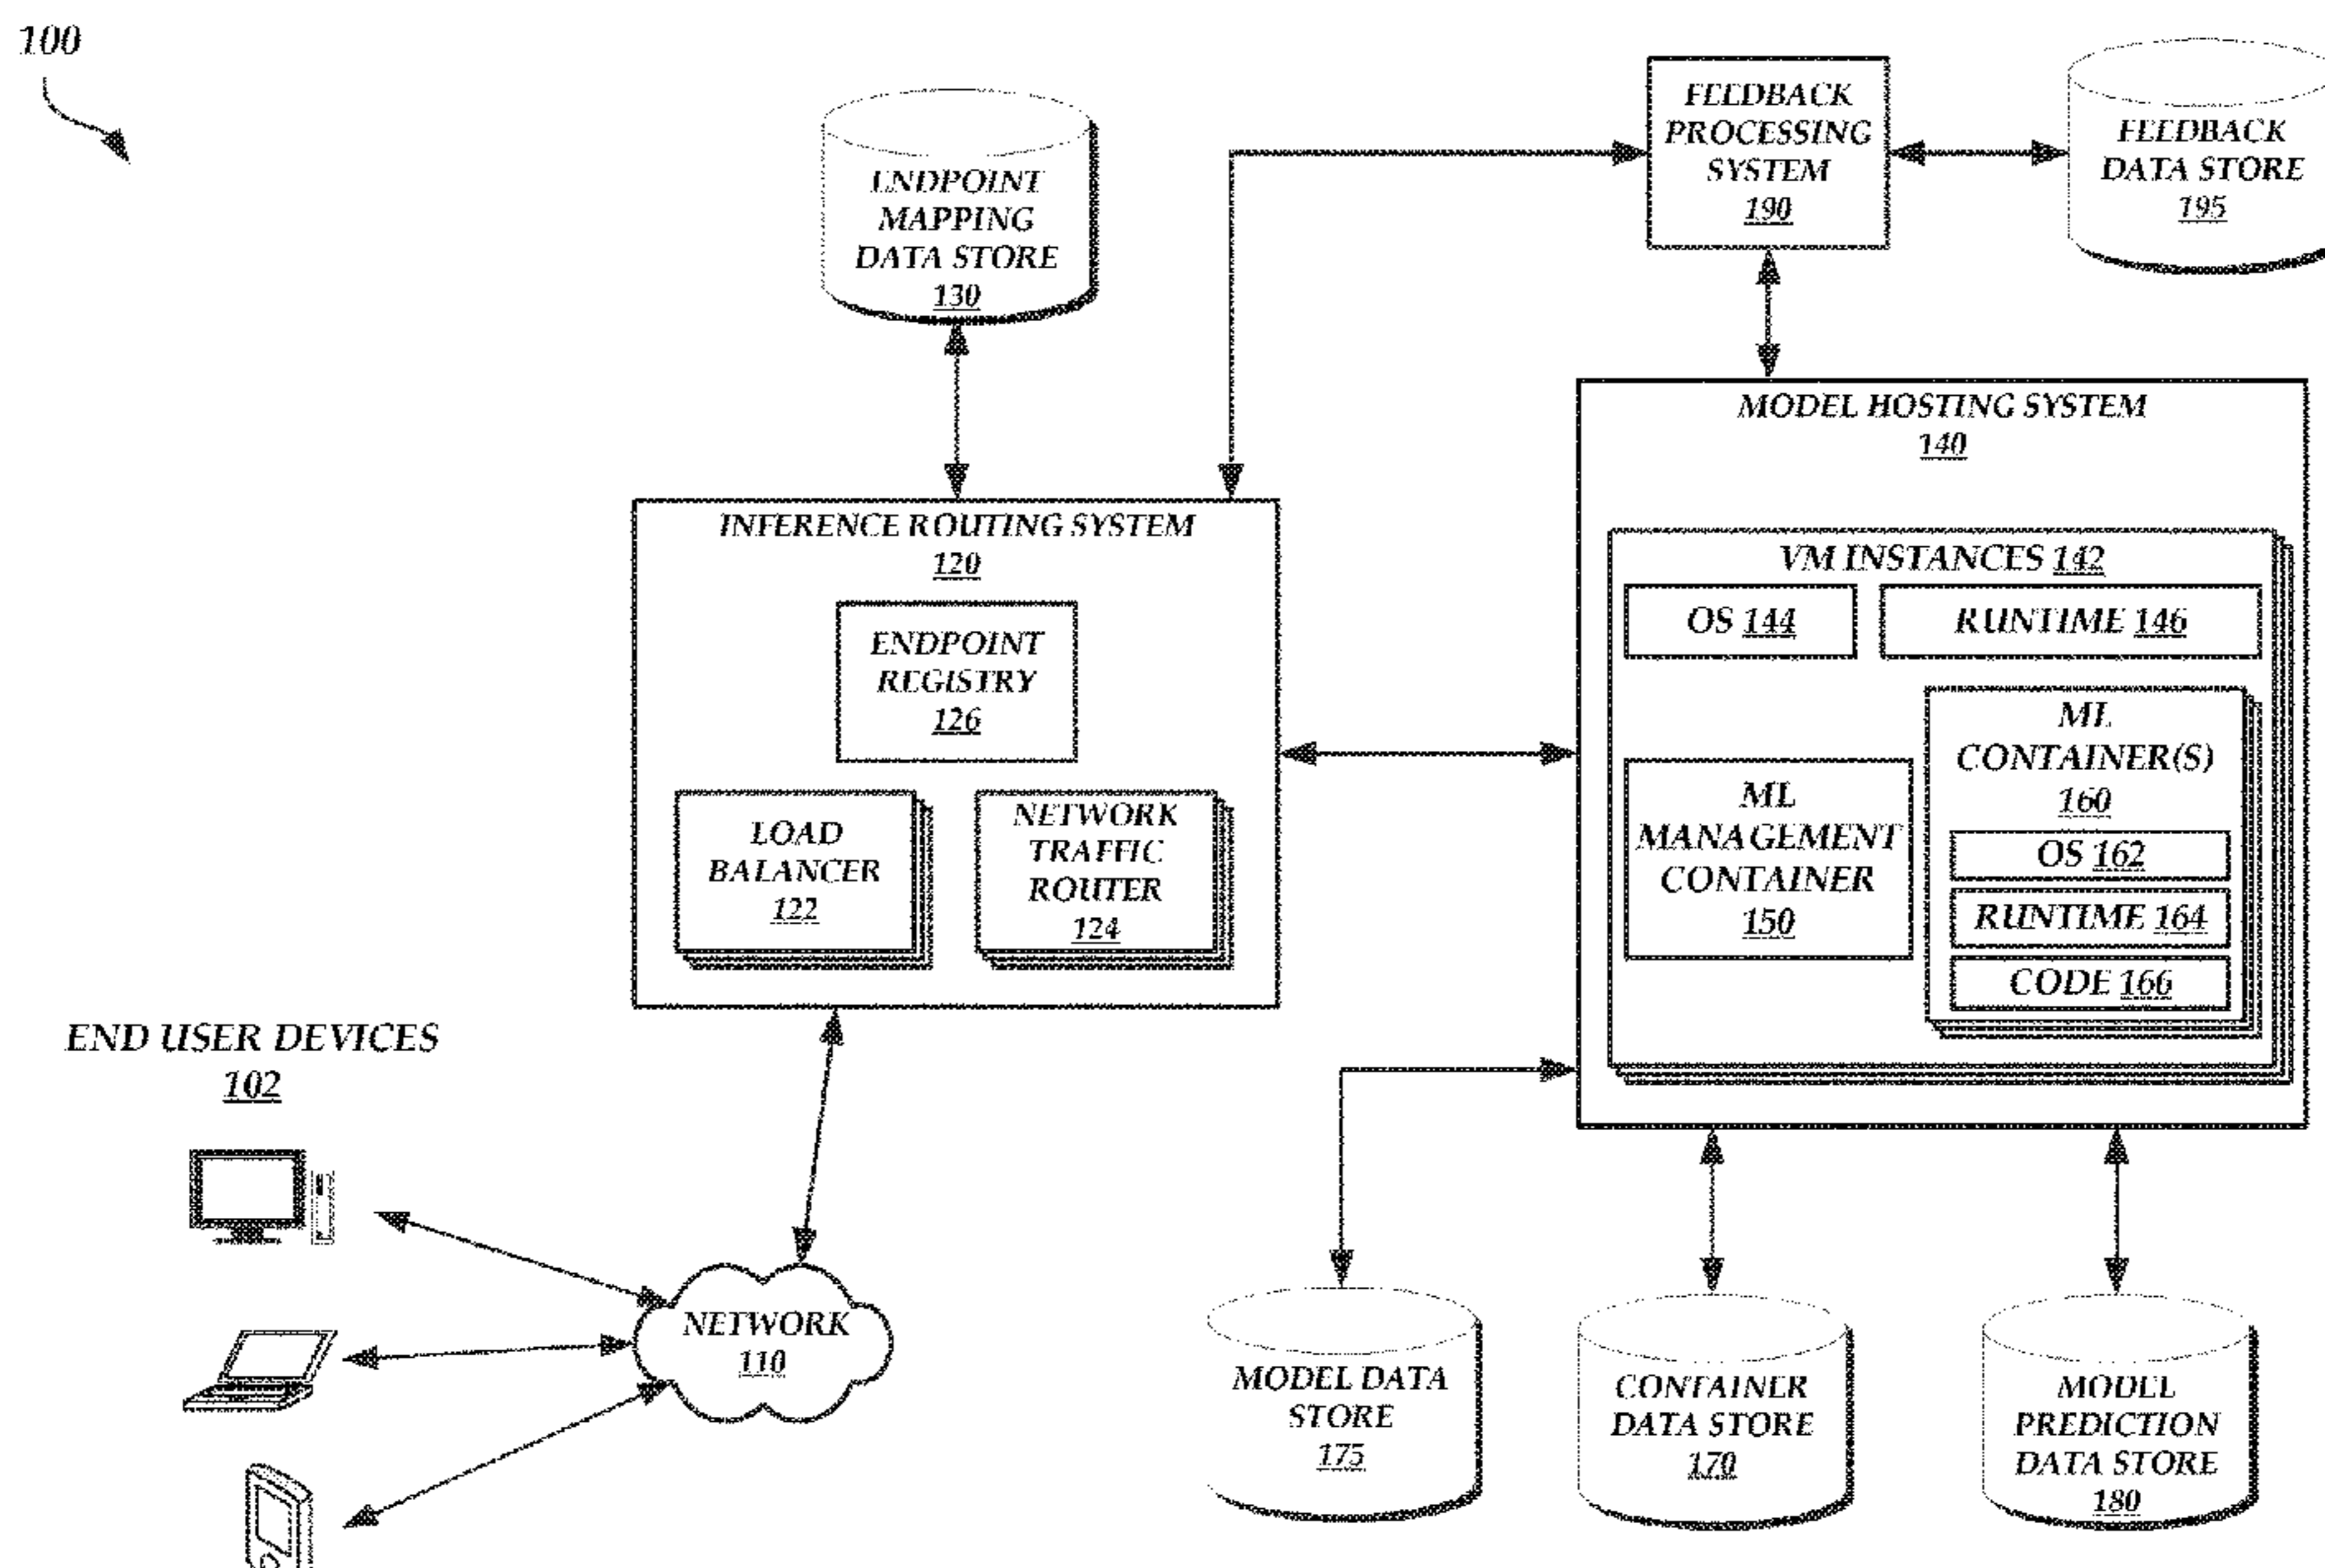 100
ENDPOINT
MAPPING
DATA STORE
130
FEEDBACK
PROCESSING
SYSTEM
190
FEEDBACK
DATA STORE
195
INFERENCE ROUTING SYSTEM
120
ENDPOINT
REGISTRY
126
LOAD
BALANCER
122
NETWORK
TRAFFIC
ROUTER
124
MODEL HOSTING SYSTEM
140
VM INSTANCES 142
OS 144
RUNTIME 146
ML
MANAGEMENT
CONTAINER
150
ML
CONTAINER(S)
160
OS 162
RUNTIME 164
CODE 166
END USER DEVICES
102
NETWORK
110
MODEL DATA
STORE
175
CONTAINER
DATA STORE
170
MODEL
PREDICTION
DATA STORE
180